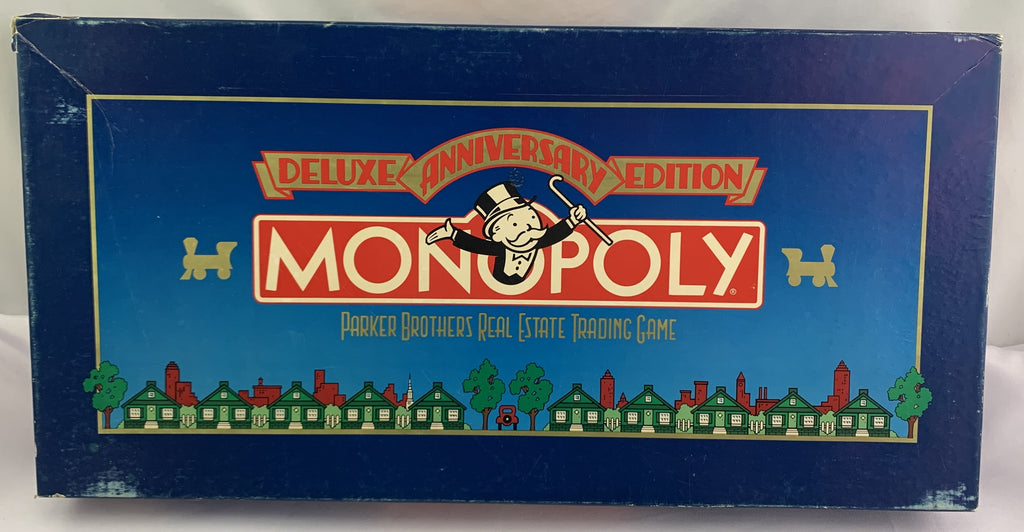 DELUXE ANNIVERSARY EDITION
MONOPOLY®
PARKER BROTHERS REAL ESTATE TRADING GAME